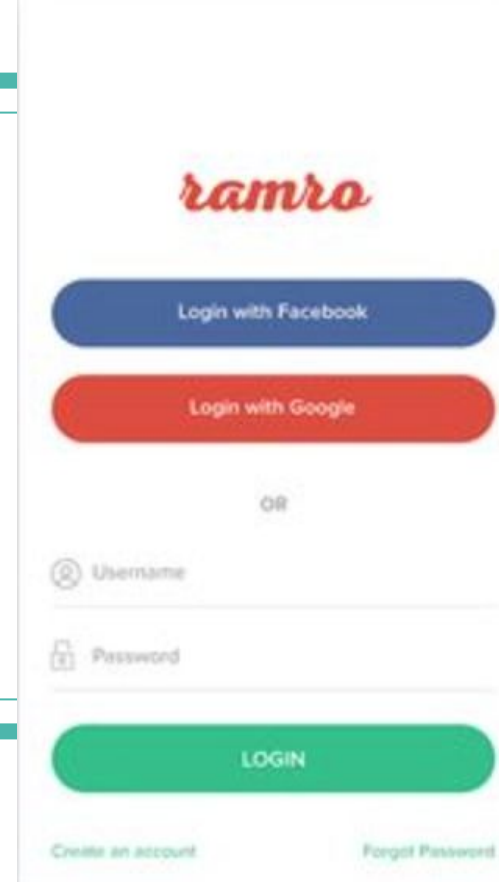 ramro
Login with Facebook
Login with Google
OR
Username
Password
LOGIN
Create an account
Forgot Password